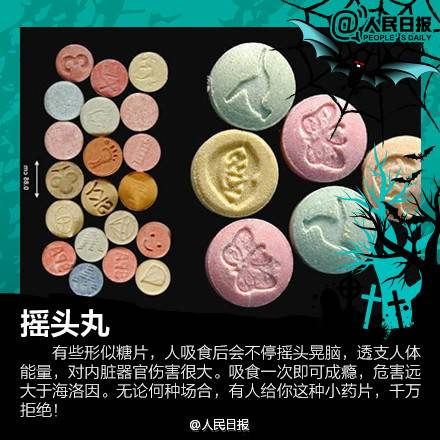 @人民日报
PEOPLE'S DAILY
摇头丸
有些形似糖片,人吸食后会不停摇头晃脑,透支人体
能量,对内脏器官伤害很大。吸食一次即可成瘾,危害远
大于海洛因。无论何种场合,有人给你这种小药片,千万
拒绝!
@人民日报